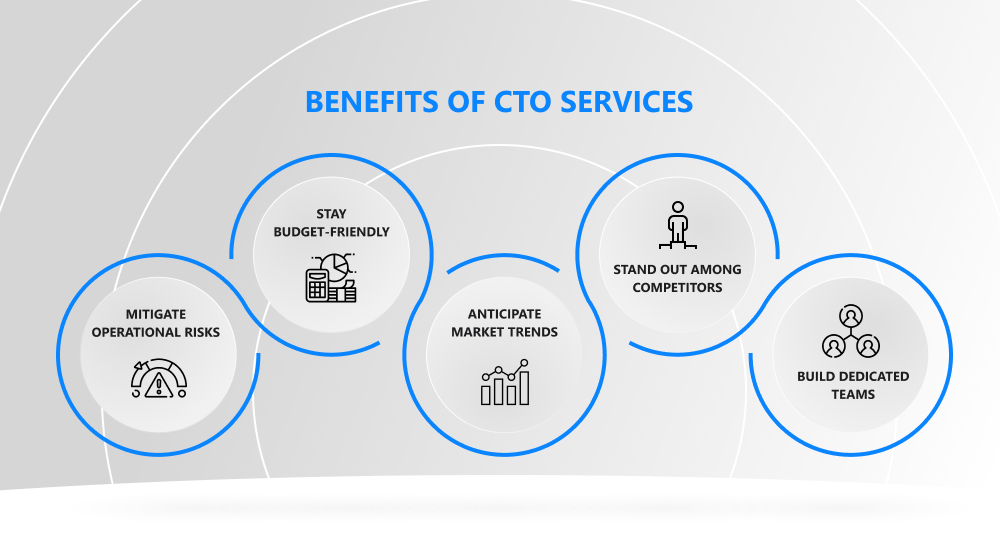 BENEFITS OF CTO SERVICES
MITIGATE
OPERATIONAL RISKS
STAY
BUDGET-FRIENDLY
ANTICIPATE
MARKET TRENDS
STAND OUT AMONG
COMPETITORS
BUILD DEDICATED
TEAMS